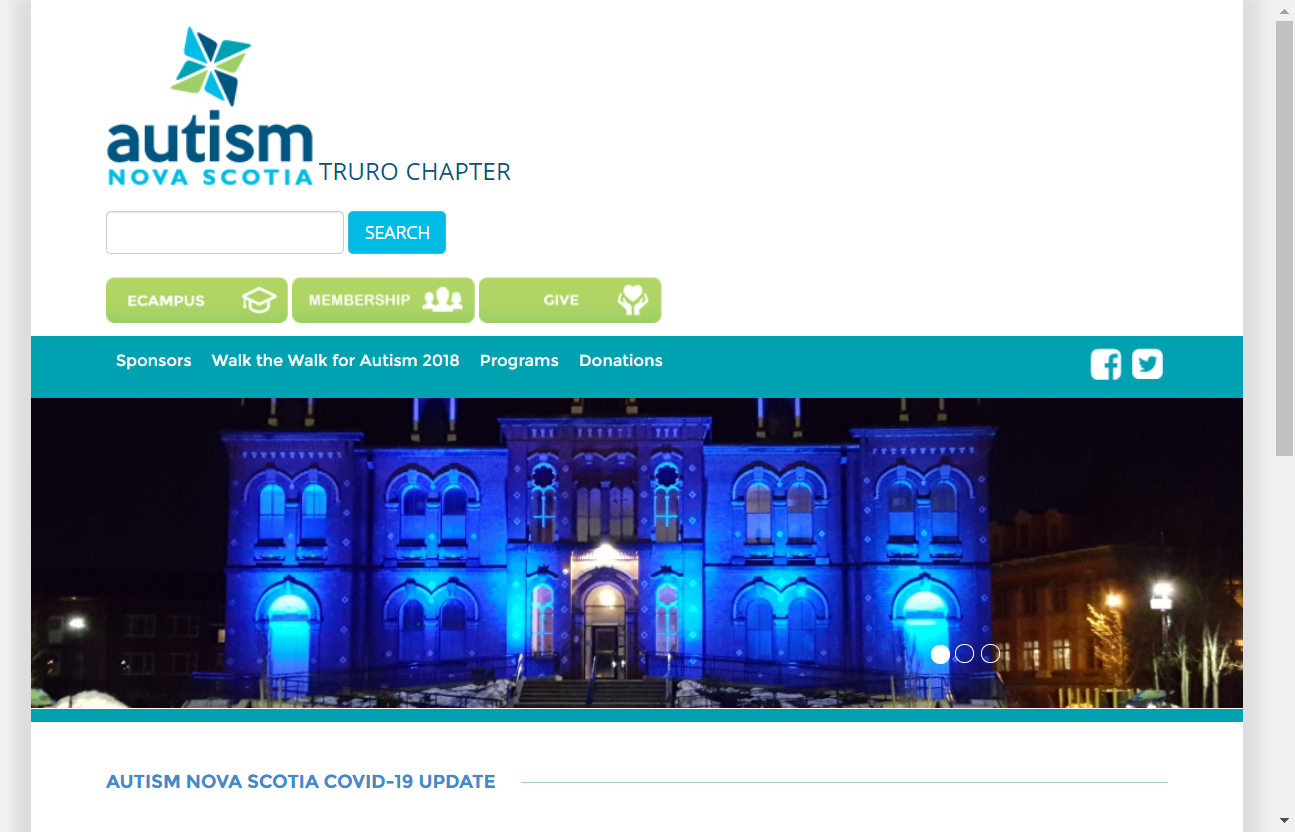 autism
NOVA SCOTIA
TRURO CHAPTER
SEARCH
ECAMPUS
MEMBERSHIP
GIVE
Sponsors
Walk the Walk for Autism 2018
Programs
Donations
AUTISM NOVA SCOTIA COVID-19 UPDATE